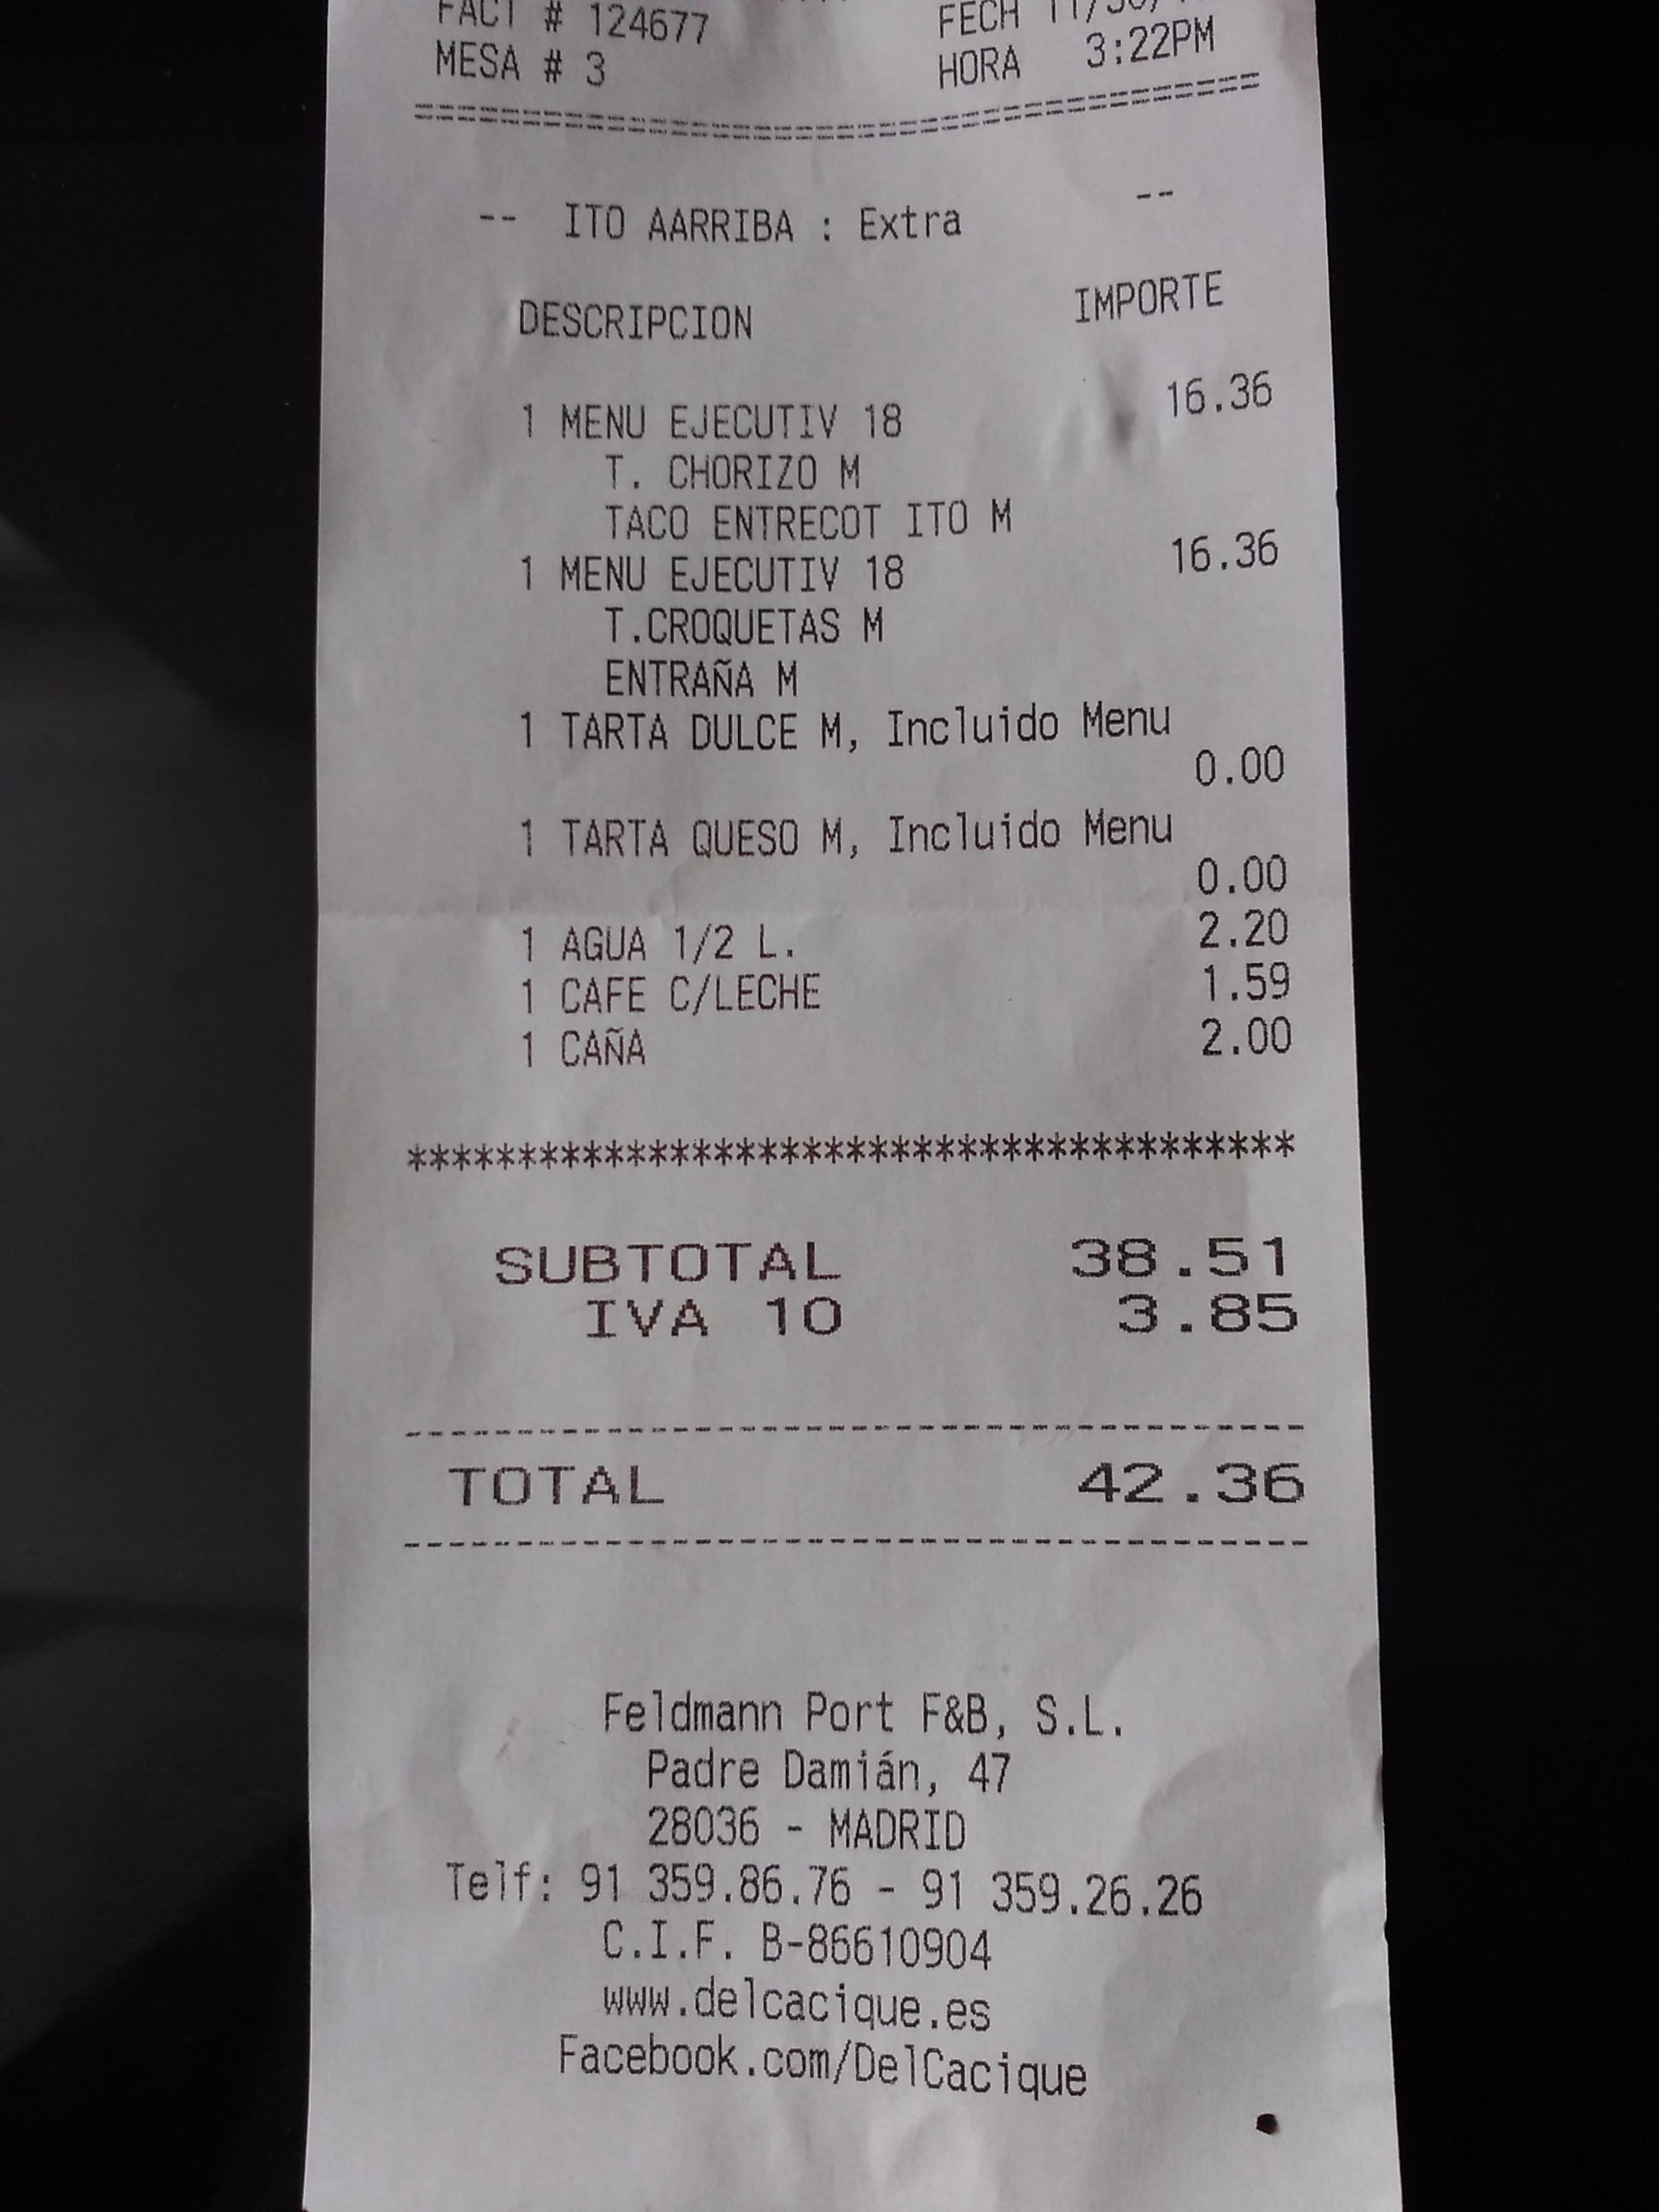 FACT # 124677 FECH
MESA # 3 HORA 3:22PM
-- ITO AARRIBA : Extra --
DESCRIPCION IMPORTE
1 MENU EJECUTIV 18 16.36
T. CHORIZO M
TACO ENTRECOT ITO M
1 MENU EJECUTIV 18 16.36
T.CROQUETAS M
ENTRAÑA M
1 TARTA DULCE M, Incluido Menu
0.00
1 TARTA QUESO M, Incluido Menu
0.00
1 AGUA 1/2 L. 2.20
1 CAFE C/LECHE 1.59
1 CAÑA 2.00
*****************************************
SUBTOTAL 38.51
IVA 10 3.85
TOTAL 42.36
Feldmann Port F&B, S.L.
Padre Damián, 47
28036 - MADRID
Telf: 91 359.86.76 - 91 359.26.26
C.I.F. B-86610904
www.delcacique.es
Facebook.com/DelCacique